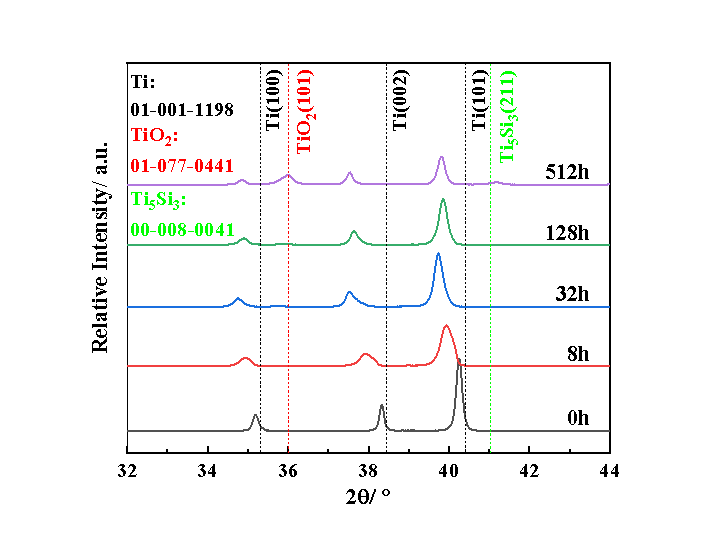 Ti:
01-001-1198
TiO₂:
01-077-0441
Ti₅Si₃:
00-008-0041
Ti(100)
TiO₂(101)
Ti(002)
Ti(101)
Ti₅Si₃(211)
512h
128h
32h
8h
0h
Relative Intensity/ a.u.
32 34 36 38 40 42 44
2θ/ °